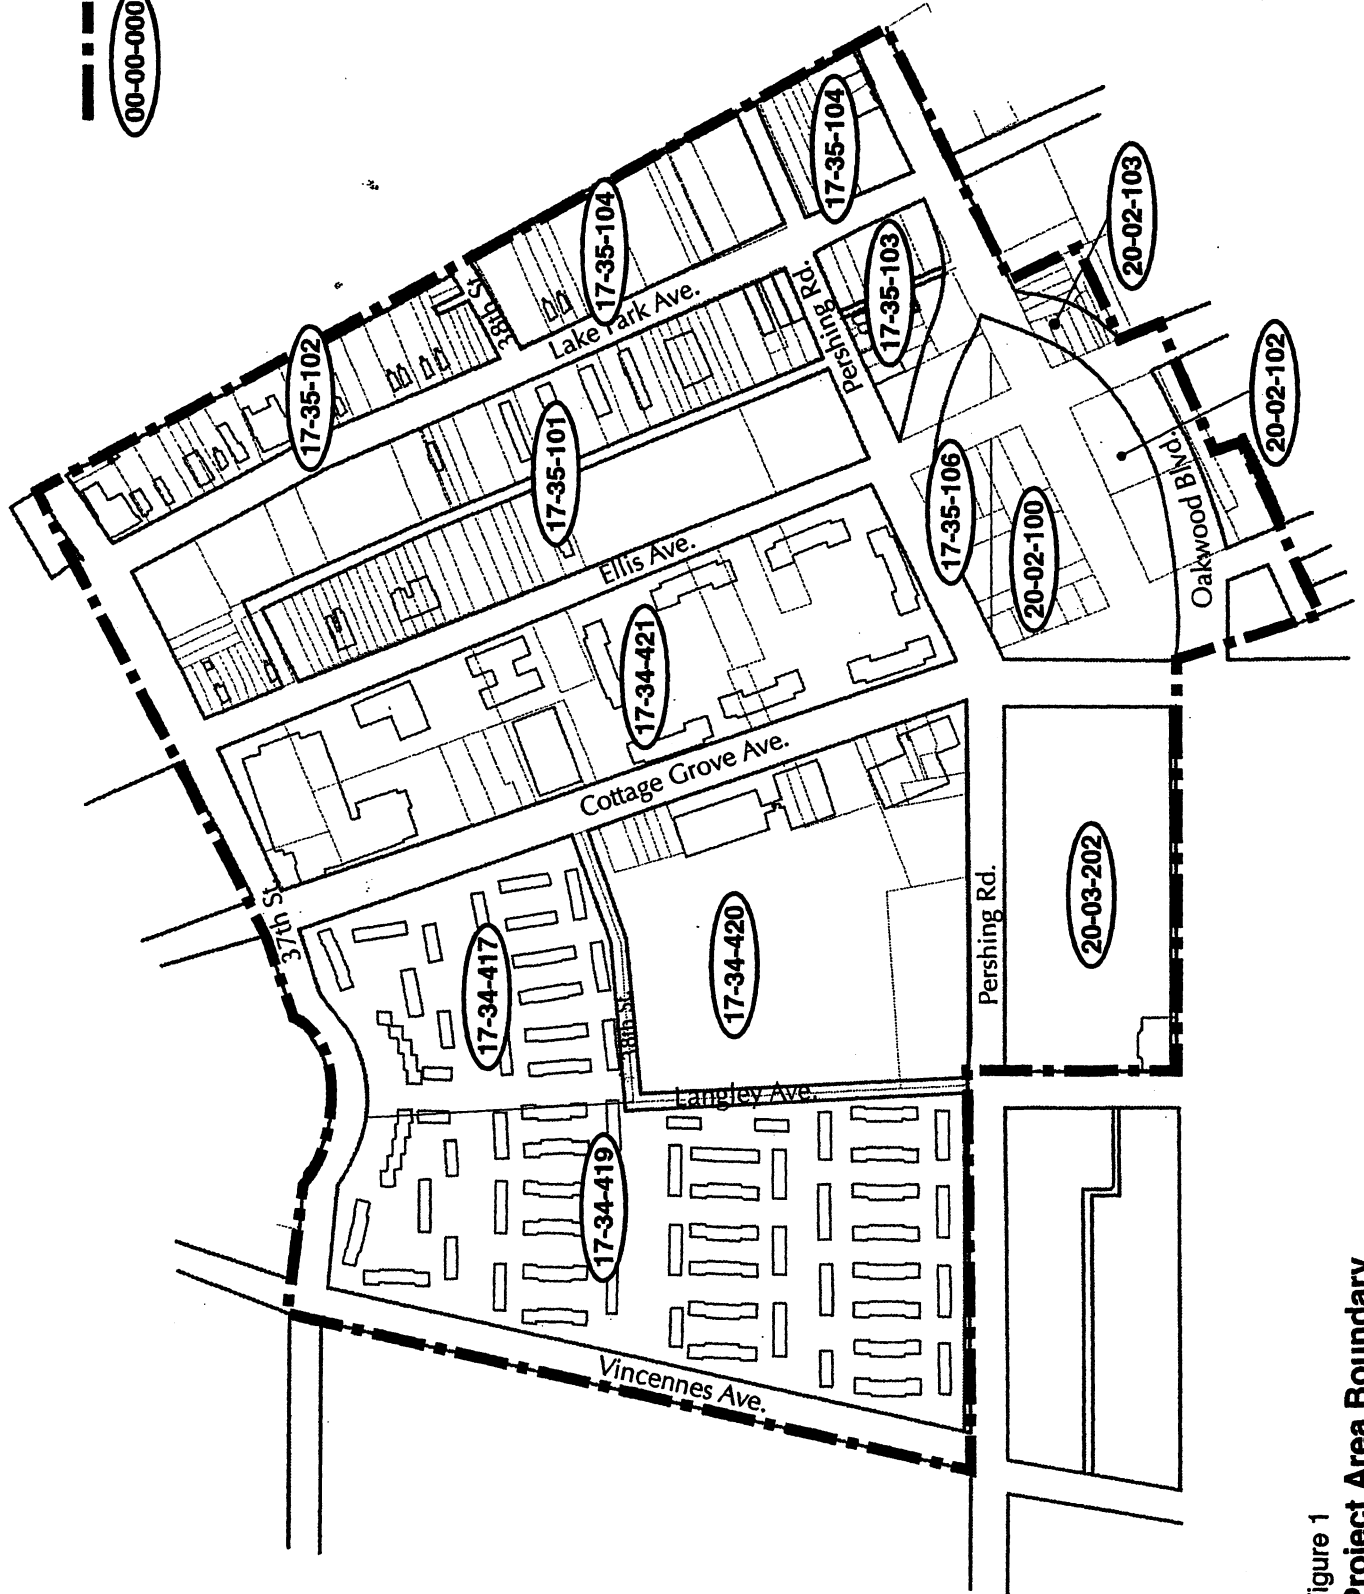 00-00-000
17-35-104
17-35-104
17-35-102
17-35-103
20-02-103
20-02-102
38th St.
Lake Park Ave.
Pershing Rd.
17-35-101
17-35-106
20-02-100
Oakwood Blvd.
Ellis Ave.
17-34-421
Cottage Grove Ave.
37th St.
17-34-417
17-34-420
38th St.
Pershing Rd.
20-03-202
Langley Ave.
17-34-419
Vincennes Ave.
igure 1
Project Area Boundary